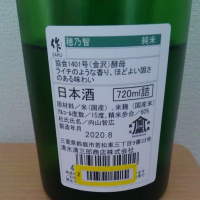 作
ZAKU
穂乃智
純米
協会1401号(金沢)酵母
ライチのような香り、ほどよい固さ
のある味わい
日本酒
720ml詰
原材料/米(国産)、米麹(国産米)
アルコール度数/15度、精米歩合/60%
杜氏氏名/内山智広
製造年月
2020.8
三重県鈴鹿市若松東三丁目9番33号
清水清三郎商店株式会社